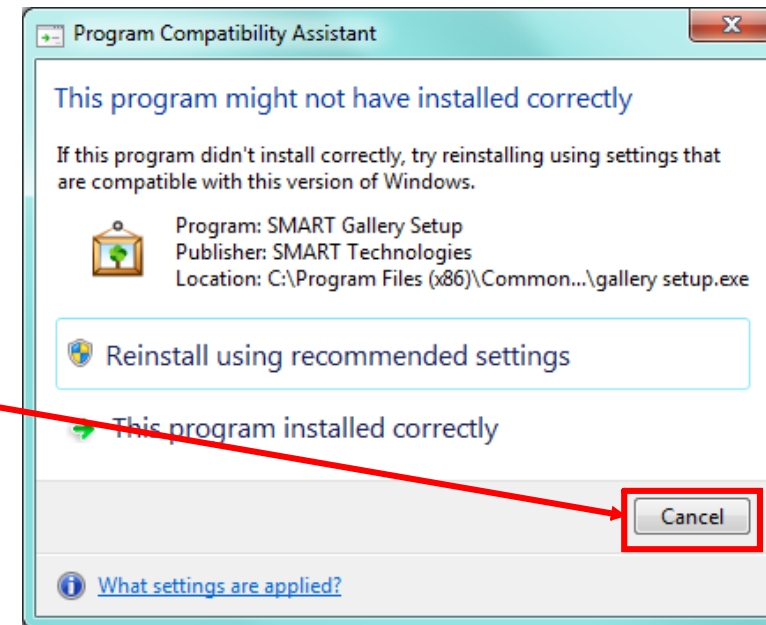 Program Compatibility Assistant
This program might not have installed correctly
If this program didn't install correctly, try reinstalling using settings that
are compatible with this version of Windows.
Program: SMART Gallery Setup
Publisher: SMART Technologies
Location: C:\Program Files (x86)\Common...\gallery setup.exe
Reinstall using recommended settings
This program installed correctly
Cancel
What settings are applied?